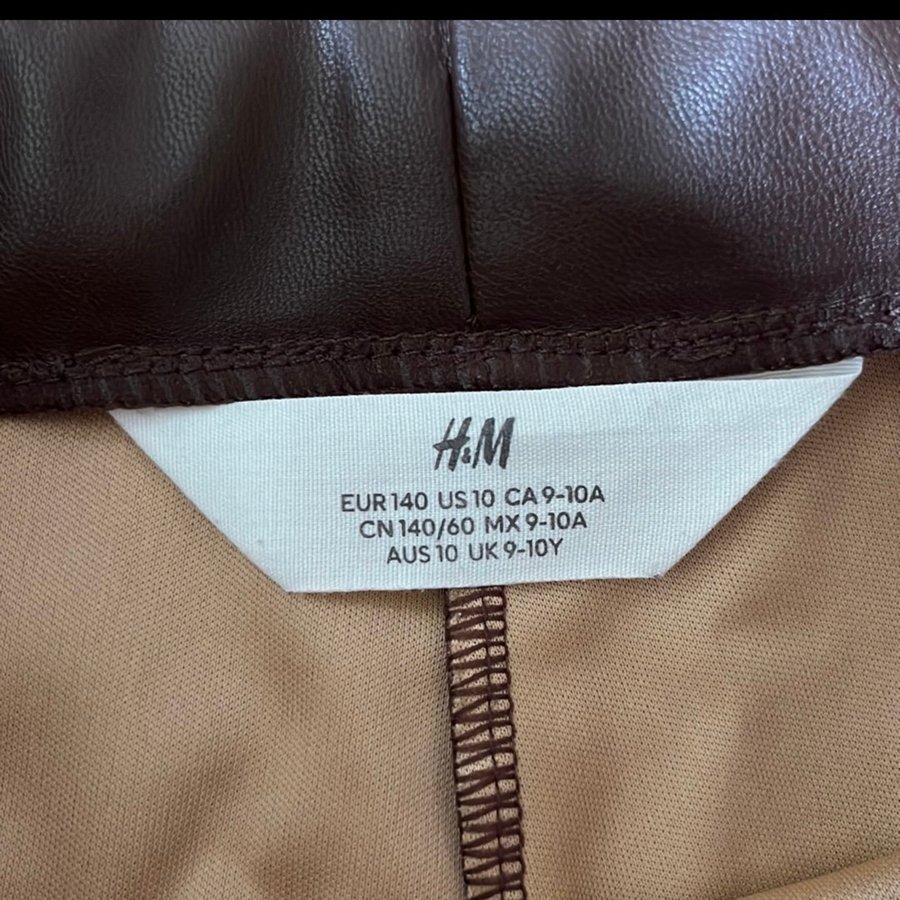 H&M
EUR 140 US 10 CA 9-10A
CN 140/60 MX 9-10A
AUS 10 UK 9-10Y